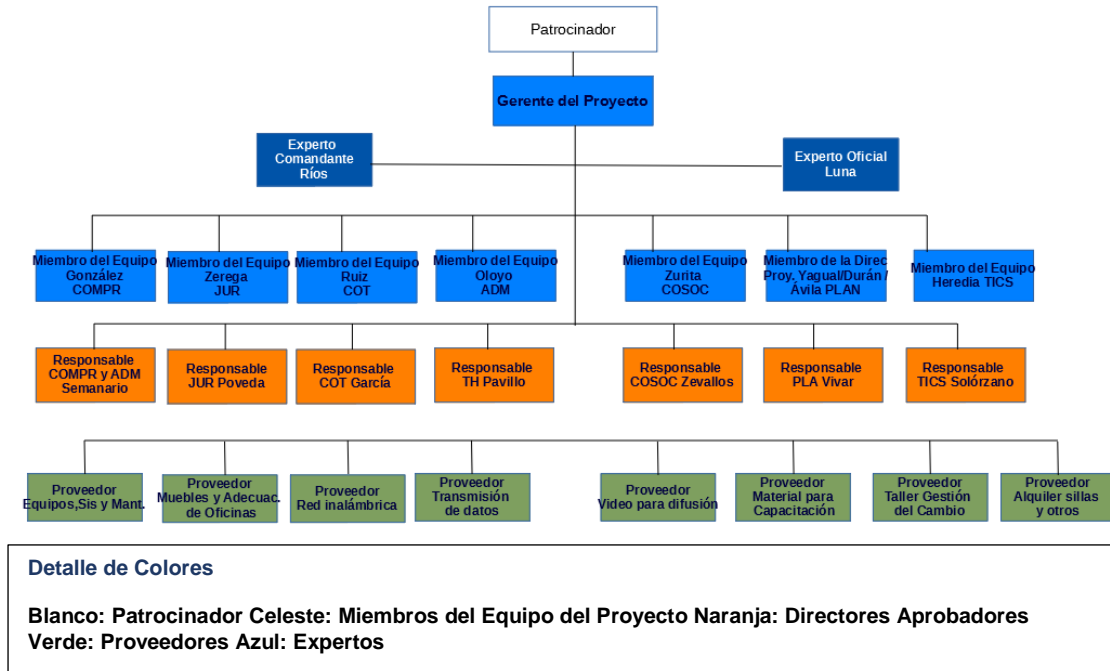 Patrocinador
Gerente del Proyecto
Experto
Comandante
Ríos
Experto Oficial
Luna
Miembro del Equipo
González
COMPR
Miembro del Equipo
Zerega
JUR
Miembro del Equipo
Ruiz
COT
Miembro del Equipo
Oloyo
ADM
Miembro del Equipo
Zurita
COSOC
Miembro de la Direc
Proy. Yagual/Durán /
Ávila PLAN
Miembro del Equipo
Heredia TICS
Responsable
COMPR y ADM
Semanario
Responsable
JUR Poveda
Responsable
COT García
Responsable
TH Pavillo
Responsable
COSOC Zevallos
Responsable
PLA Vivar
Responsable
TICS Solórzano
Proveedor
Equipos,Sis y Mant.
Proveedor
Muebles y Adecuac.
de Oficinas
Proveedor
Red inalámbrica
Proveedor
Transmisión
de datos
Proveedor
Video para difusión
Proveedor
Material para
Capacitación
Proveedor
Taller Gestión
del Cambio
Proveedor
Alquiler sillas
y otros
Detalle de Colores
Blanco: Patrocinador Celeste: Miembros del Equipo del Proyecto Naranja: Directores Aprobadores
Verde: Proveedores Azul: Expertos